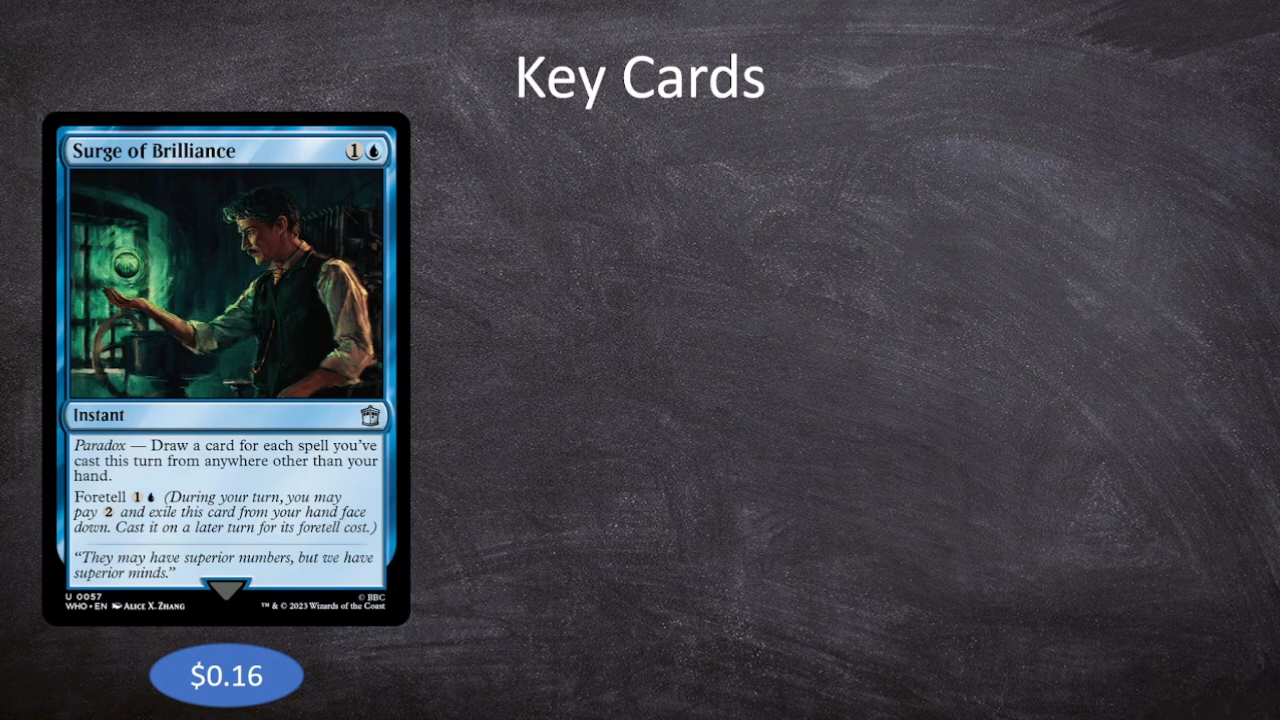 Key Cards
Surge of Brilliance 1
Instant
Paradox — Draw a card for each spell you've
cast this turn from anywhere other than your
hand.
Foretell 1 (During your turn, you may
pay 2 and exile this card from your hand face
down. Cast it on a later turn for its foretell cost.)
"They may have superior numbers, but we have
superior minds."
U 0057
WHO • EN ALICE X. ZHANG
© BBC
™ & © 2023 Wizards of the Coast
$0.16